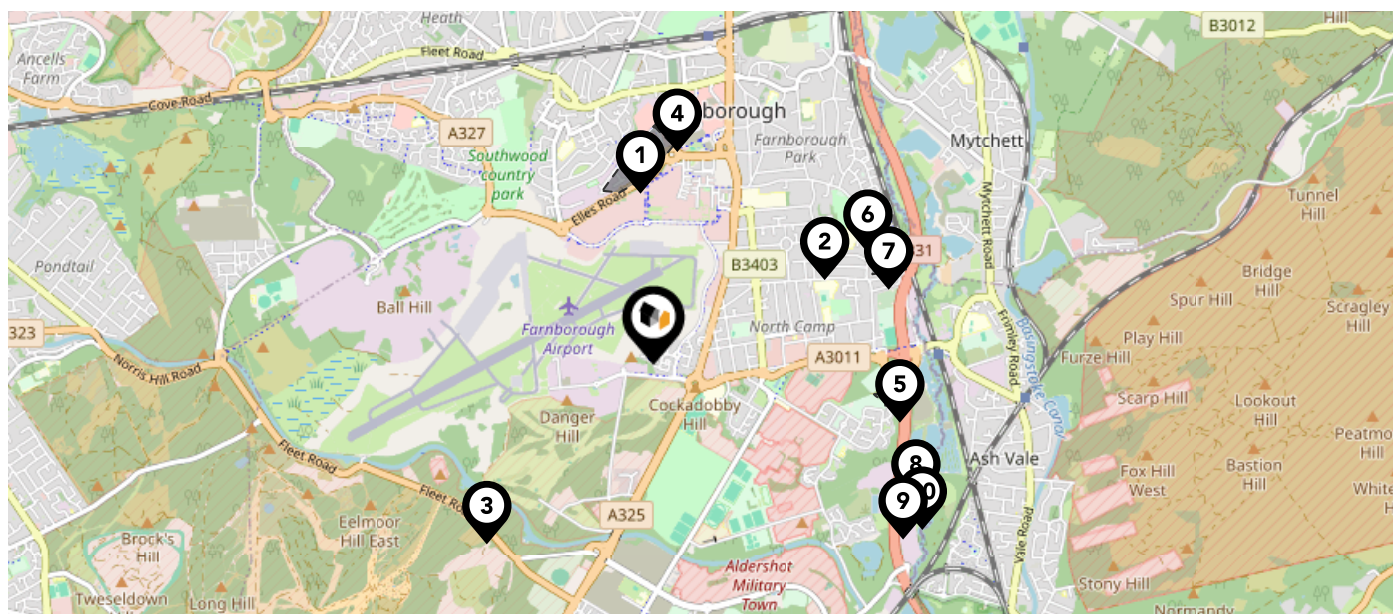 Heath
B3012
Hill
Ancells
Farm
Fleet Road
Cove Road
4
borough
A327
Farnborough
Park
Mytchett
1
Southwood
country
park
Elles Road
Mytchett Road
Tunnel
Hill
6
2
7
31
Pondtail
B3403
Bridge
Hill
Ball Hill
Spur Hill
Scragley
Hill
Farnborough
Airport
North Camp
Frimley Road
Basingstoke Canal
Play Hill
323
Norris Hill Road
A3011
Furze Hill
5
Scarp Hill
Cockadobby
Hill
Danger
Hill
Lookout
Hill
Peatmo
Hill
Fleet Road
8
Ash Vale
Fox Hill
West
Bastion
Hill
White
H
3
Fleet Ro
9
0
A325
Eelmoor
Hill East
Vale Road
Brock's
Hill
Aldershot
Military
Town
Stony Hill
Tweseldown
Long Hill
Normandy